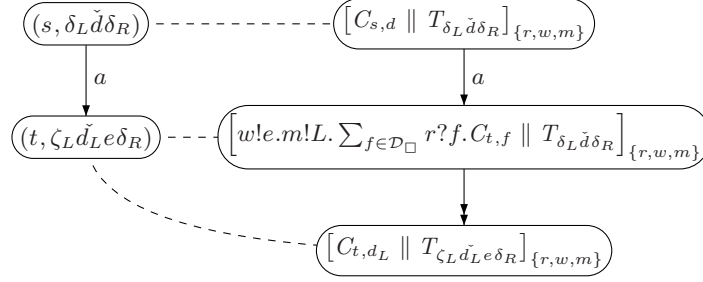 (s, δ_L ď δ_R) [C_{s,d} ∥ T_{δ_L ď δ_R}]_{{r,w,m}}
a a
(t, ζ_L ď_L e δ_R) [w!e.m!L. ∑_{f∈𝒟_□} r?f.C_{t,f} ∥ T_{δ_L ď δ_R}]_{{r,w,m}}
[C_{t,d_L} ∥ T_{ζ_L ď_L e δ_R}]_{{r,w,m}}